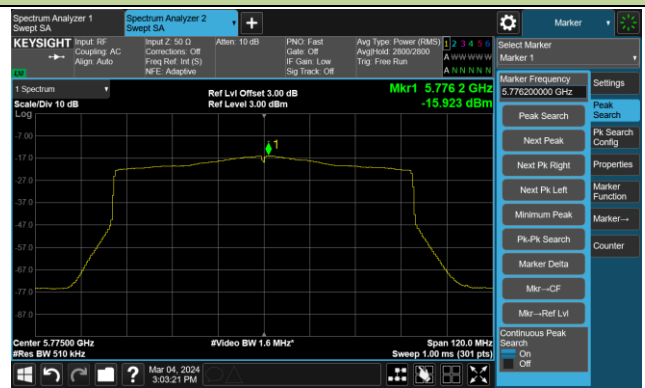 Spectrum Analyzer 1
Swept SA
Spectrum Analyzer 2
Swept SA
Marker
KEYSIGHT
Input: RF
Coupling: AC
Align: Auto
Input Z: 50 Ω
Corrections: Off
Freq Ref: Int (S)
NFE: Adaptive
Atten: 10 dB
PNO: Fast
Gate: Off
IF Gain: Low
Sig Track: Off
Avg Type: Power (RMS)
Avg|Hold: 2800/2800
Trig: Free Run
1 2 3 4 5 6
A W W W W W
A N N N N N
Select Marker
Marker 1
1 Spectrum
Scale/Div 10 dB
Ref Lvl Offset 3.00 dB
Ref Level 3.00 dBm
Mkr1 5.776 2 GHz
-15.923 dBm
Log
-7.00
-17.0
-27.0
-37.0
-47.0
-57.0
-67.0
-77.0
-87.0
1
Center 5.77500 GHz
#Res BW 510 kHz
#Video BW 1.6 MHz*
Span 120.0 MHz
Sweep 1.00 ms (301 pts)
Marker Frequency
5.776200000 GHz
Peak Search
Next Peak
Next Pk Right
Next Pk Left
Minimum Peak
Pk-Pk Search
Marker Delta
Mkr→CF
Mkr→Ref Lvl
Continuous Peak
Search
On
Off
Settings
Peak
Search
Pk Search
Config
Properties
Marker
Function
Marker→
Counter
?
Mar 04, 2024
3:03:21 PM